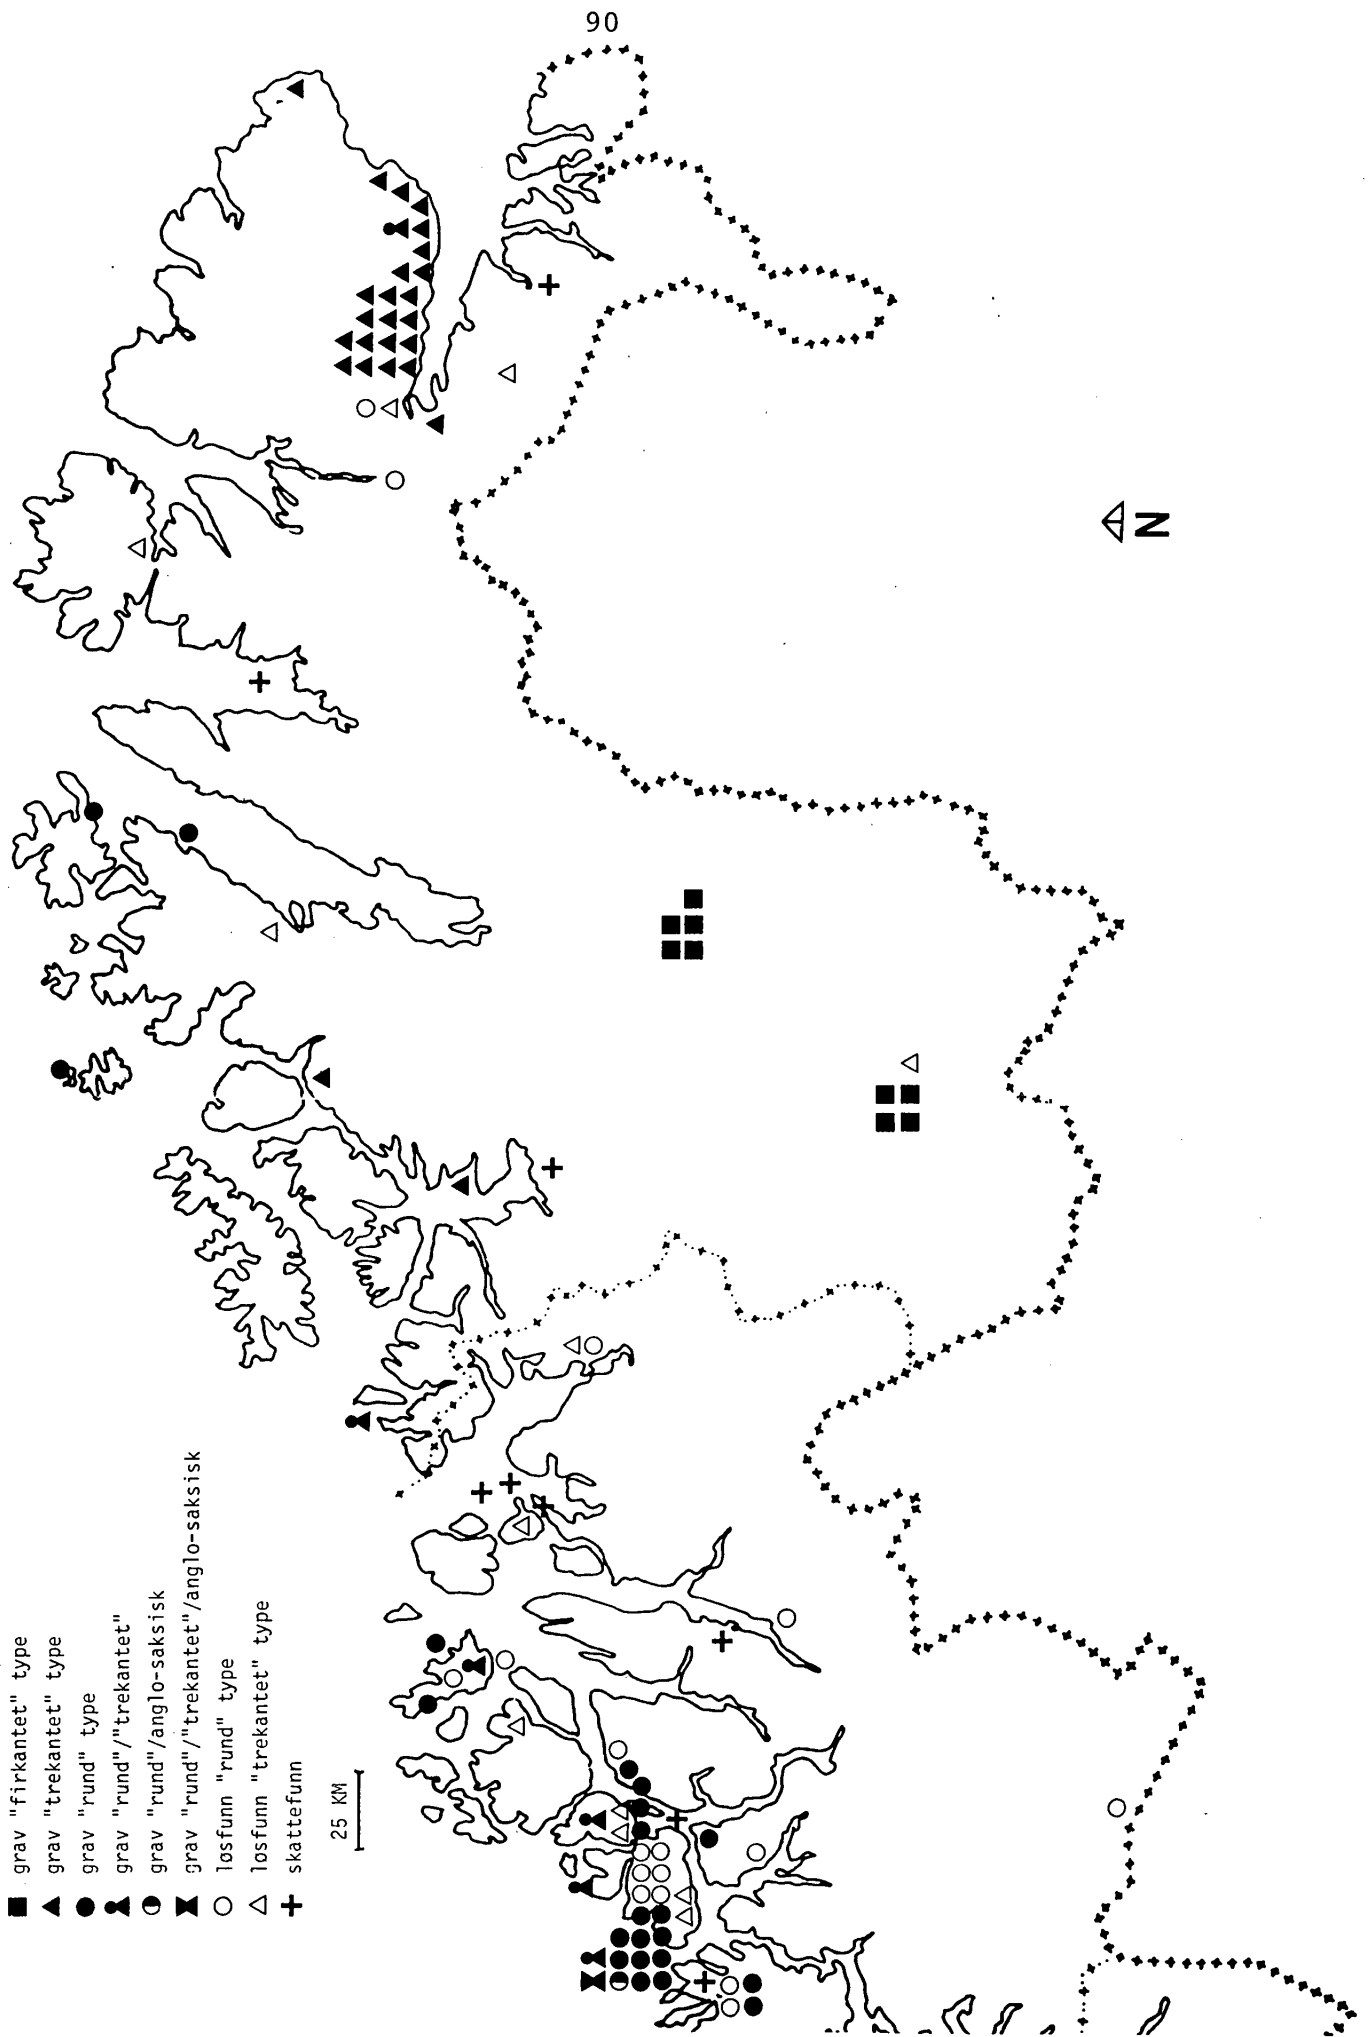 90
grav "firkantet" type
grav "trekantet" type
grav "rund" type
grav "rund"/"trekantet"
grav "rund"/anglo-saksisk
grav "rund"/"trekantet"/anglo-saksisk
løsfunn "rund" type
løsfunn "trekantet" type
skattefunn
25 KM
N